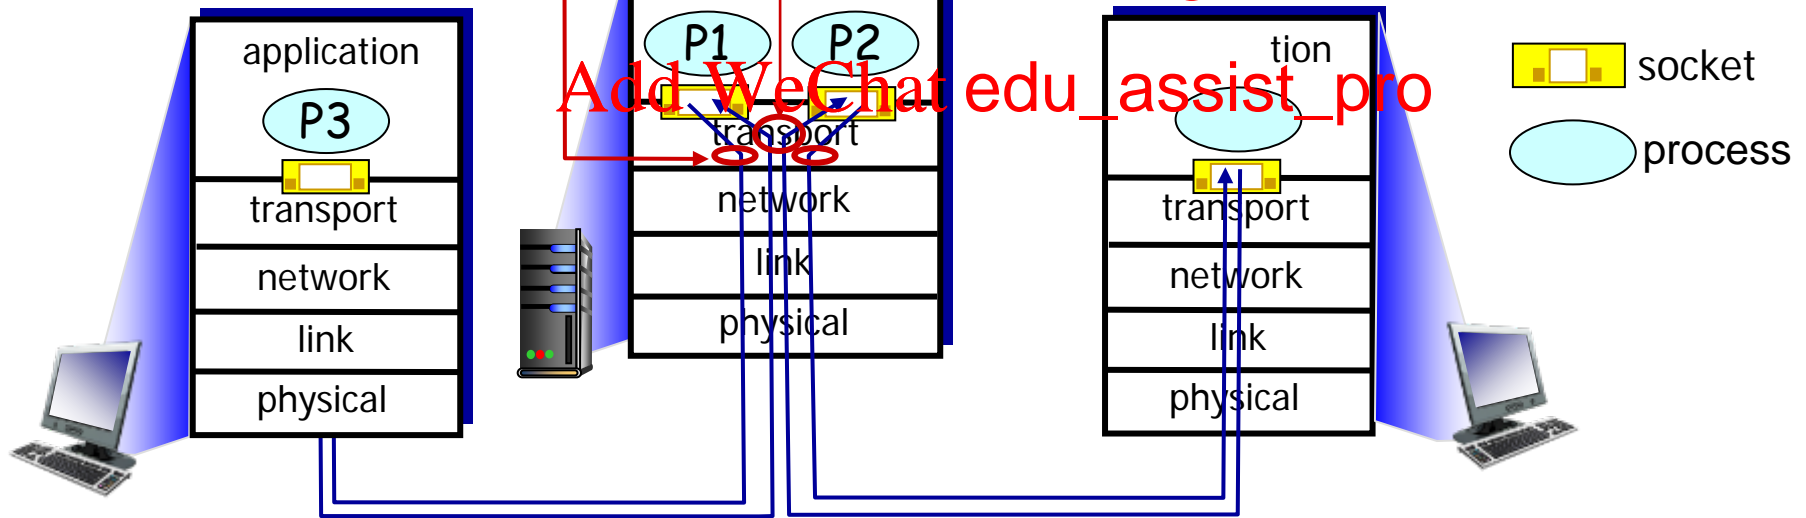 application
P3
transport
network
link
physical
P1
P2
Add WeChat edu_assist_pro
transport
network
link
physical
tion
transport
network
link
physical
socket
process